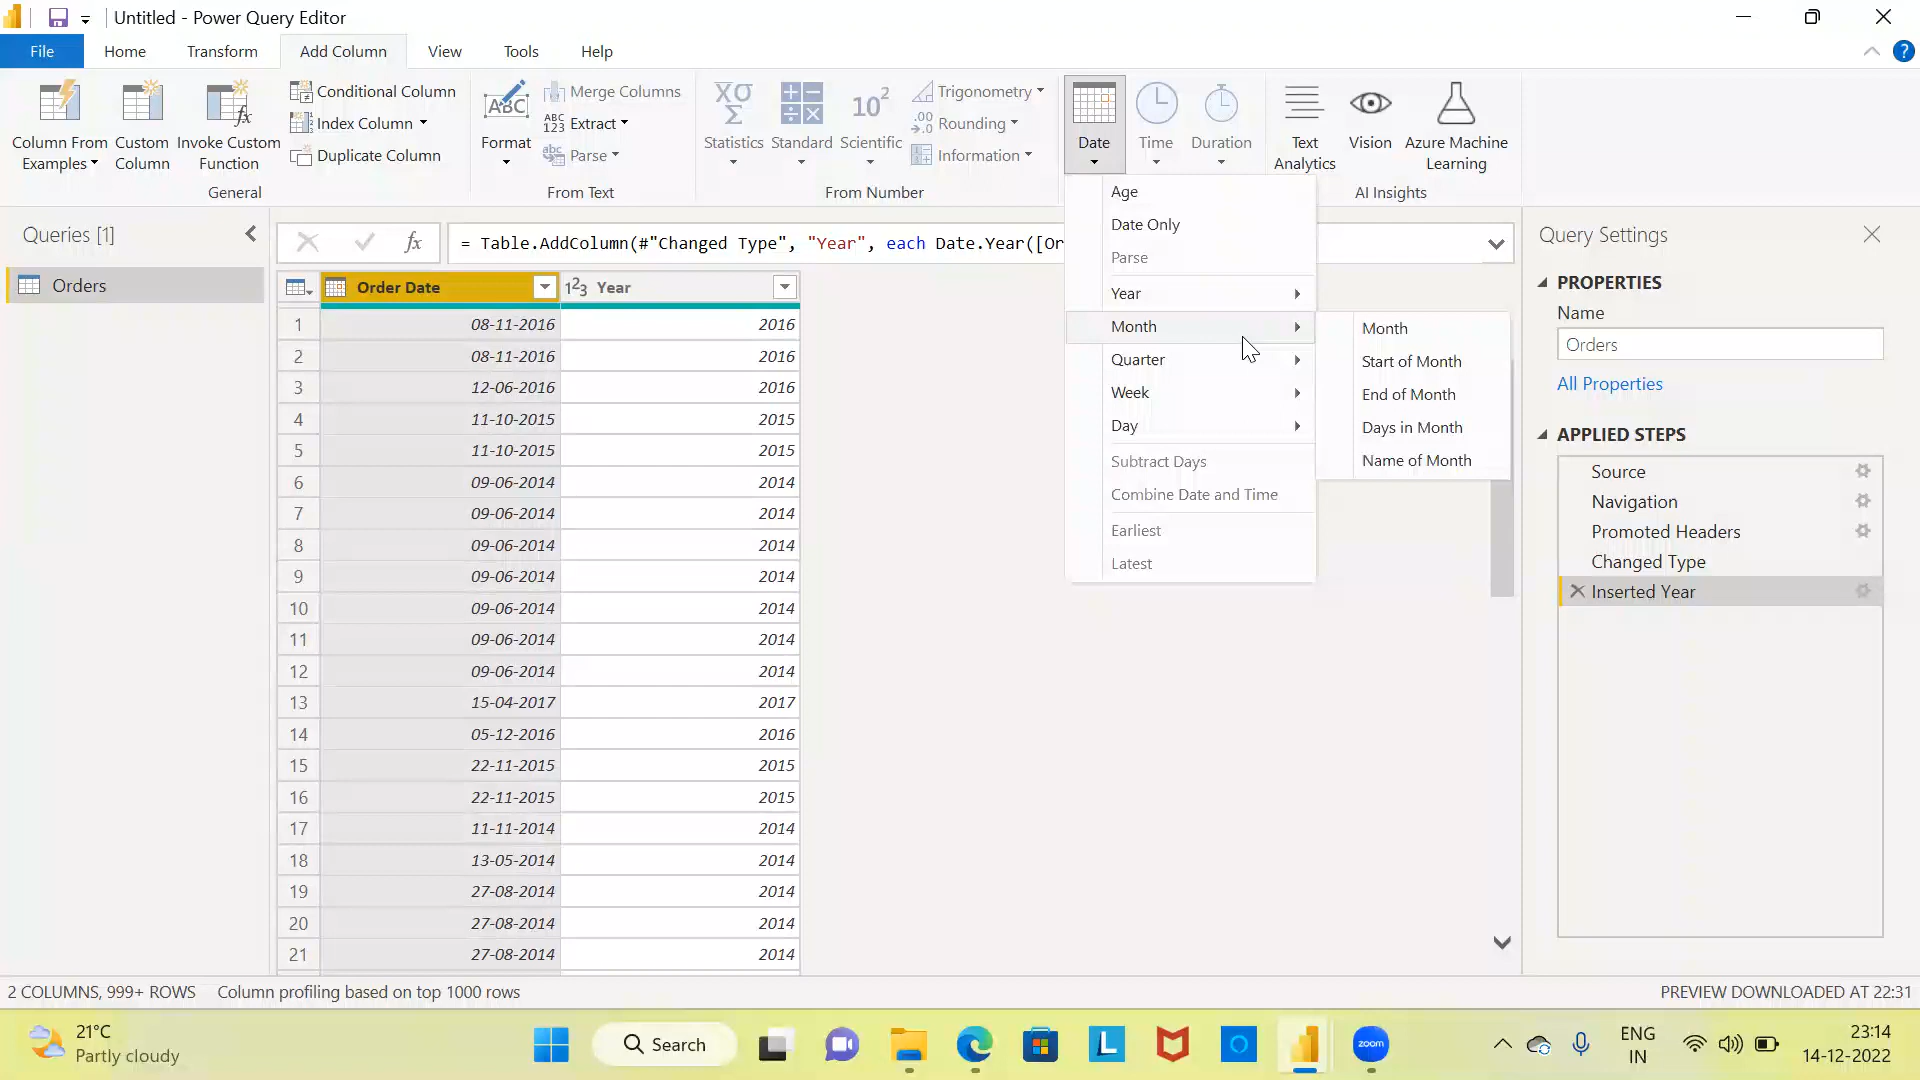 Untitled - Power Query Editor
File
Home
Transform
Add Column
View
Tools
Help
Column From
Examples
Custom
Column
Invoke Custom
Function
Conditional Column
Index Column
Duplicate Column
General
ABC
Format
Merge Columns
ABC
123
Extract
abc
Parse
From Text
Χσ
Σ
Statistics
Standard
10²
Scientific
Trigonometry
.00
→.0
Rounding
Information
From Number
Date
Time
Duration
Text
Analytics
Vision
Azure Machine
Learning
AI Insights
Queries [1]
Orders
fx
= Table.AddColumn(#"Changed Type", "Year", each Date.Year([Or
Order Date
1²3 Year
1 08-11-2016 2016
2 08-11-2016 2016
3 12-06-2016 2016
4 11-10-2015 2015
5 11-10-2015 2015
6 09-06-2014 2014
7 09-06-2014 2014
8 09-06-2014 2014
9 09-06-2014 2014
10 09-06-2014 2014
11 09-06-2014 2014
12 09-06-2014 2014
13 15-04-2017 2017
14 05-12-2016 2016
15 22-11-2015 2015
16 22-11-2015 2015
17 11-11-2014 2014
18 13-05-2014 2014
19 27-08-2014 2014
20 27-08-2014 2014
21 27-08-2014 2014
Age
Date Only
Parse
Year
Month
Quarter
Week
Day
Subtract Days
Combine Date and Time
Earliest
Latest
Month
Start of Month
End of Month
Days in Month
Name of Month
Query Settings
PROPERTIES
Name
Orders
All Properties
APPLIED STEPS
Source
Navigation
Promoted Headers
Changed Type
Inserted Year
2 COLUMNS, 999+ ROWS
Column profiling based on top 1000 rows
PREVIEW DOWNLOADED AT 22:31
21°C
Partly cloudy
Search
L
zoom
ENG
IN
23:14
14-12-2022